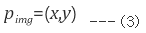 p_img=(x,y) --- (3)